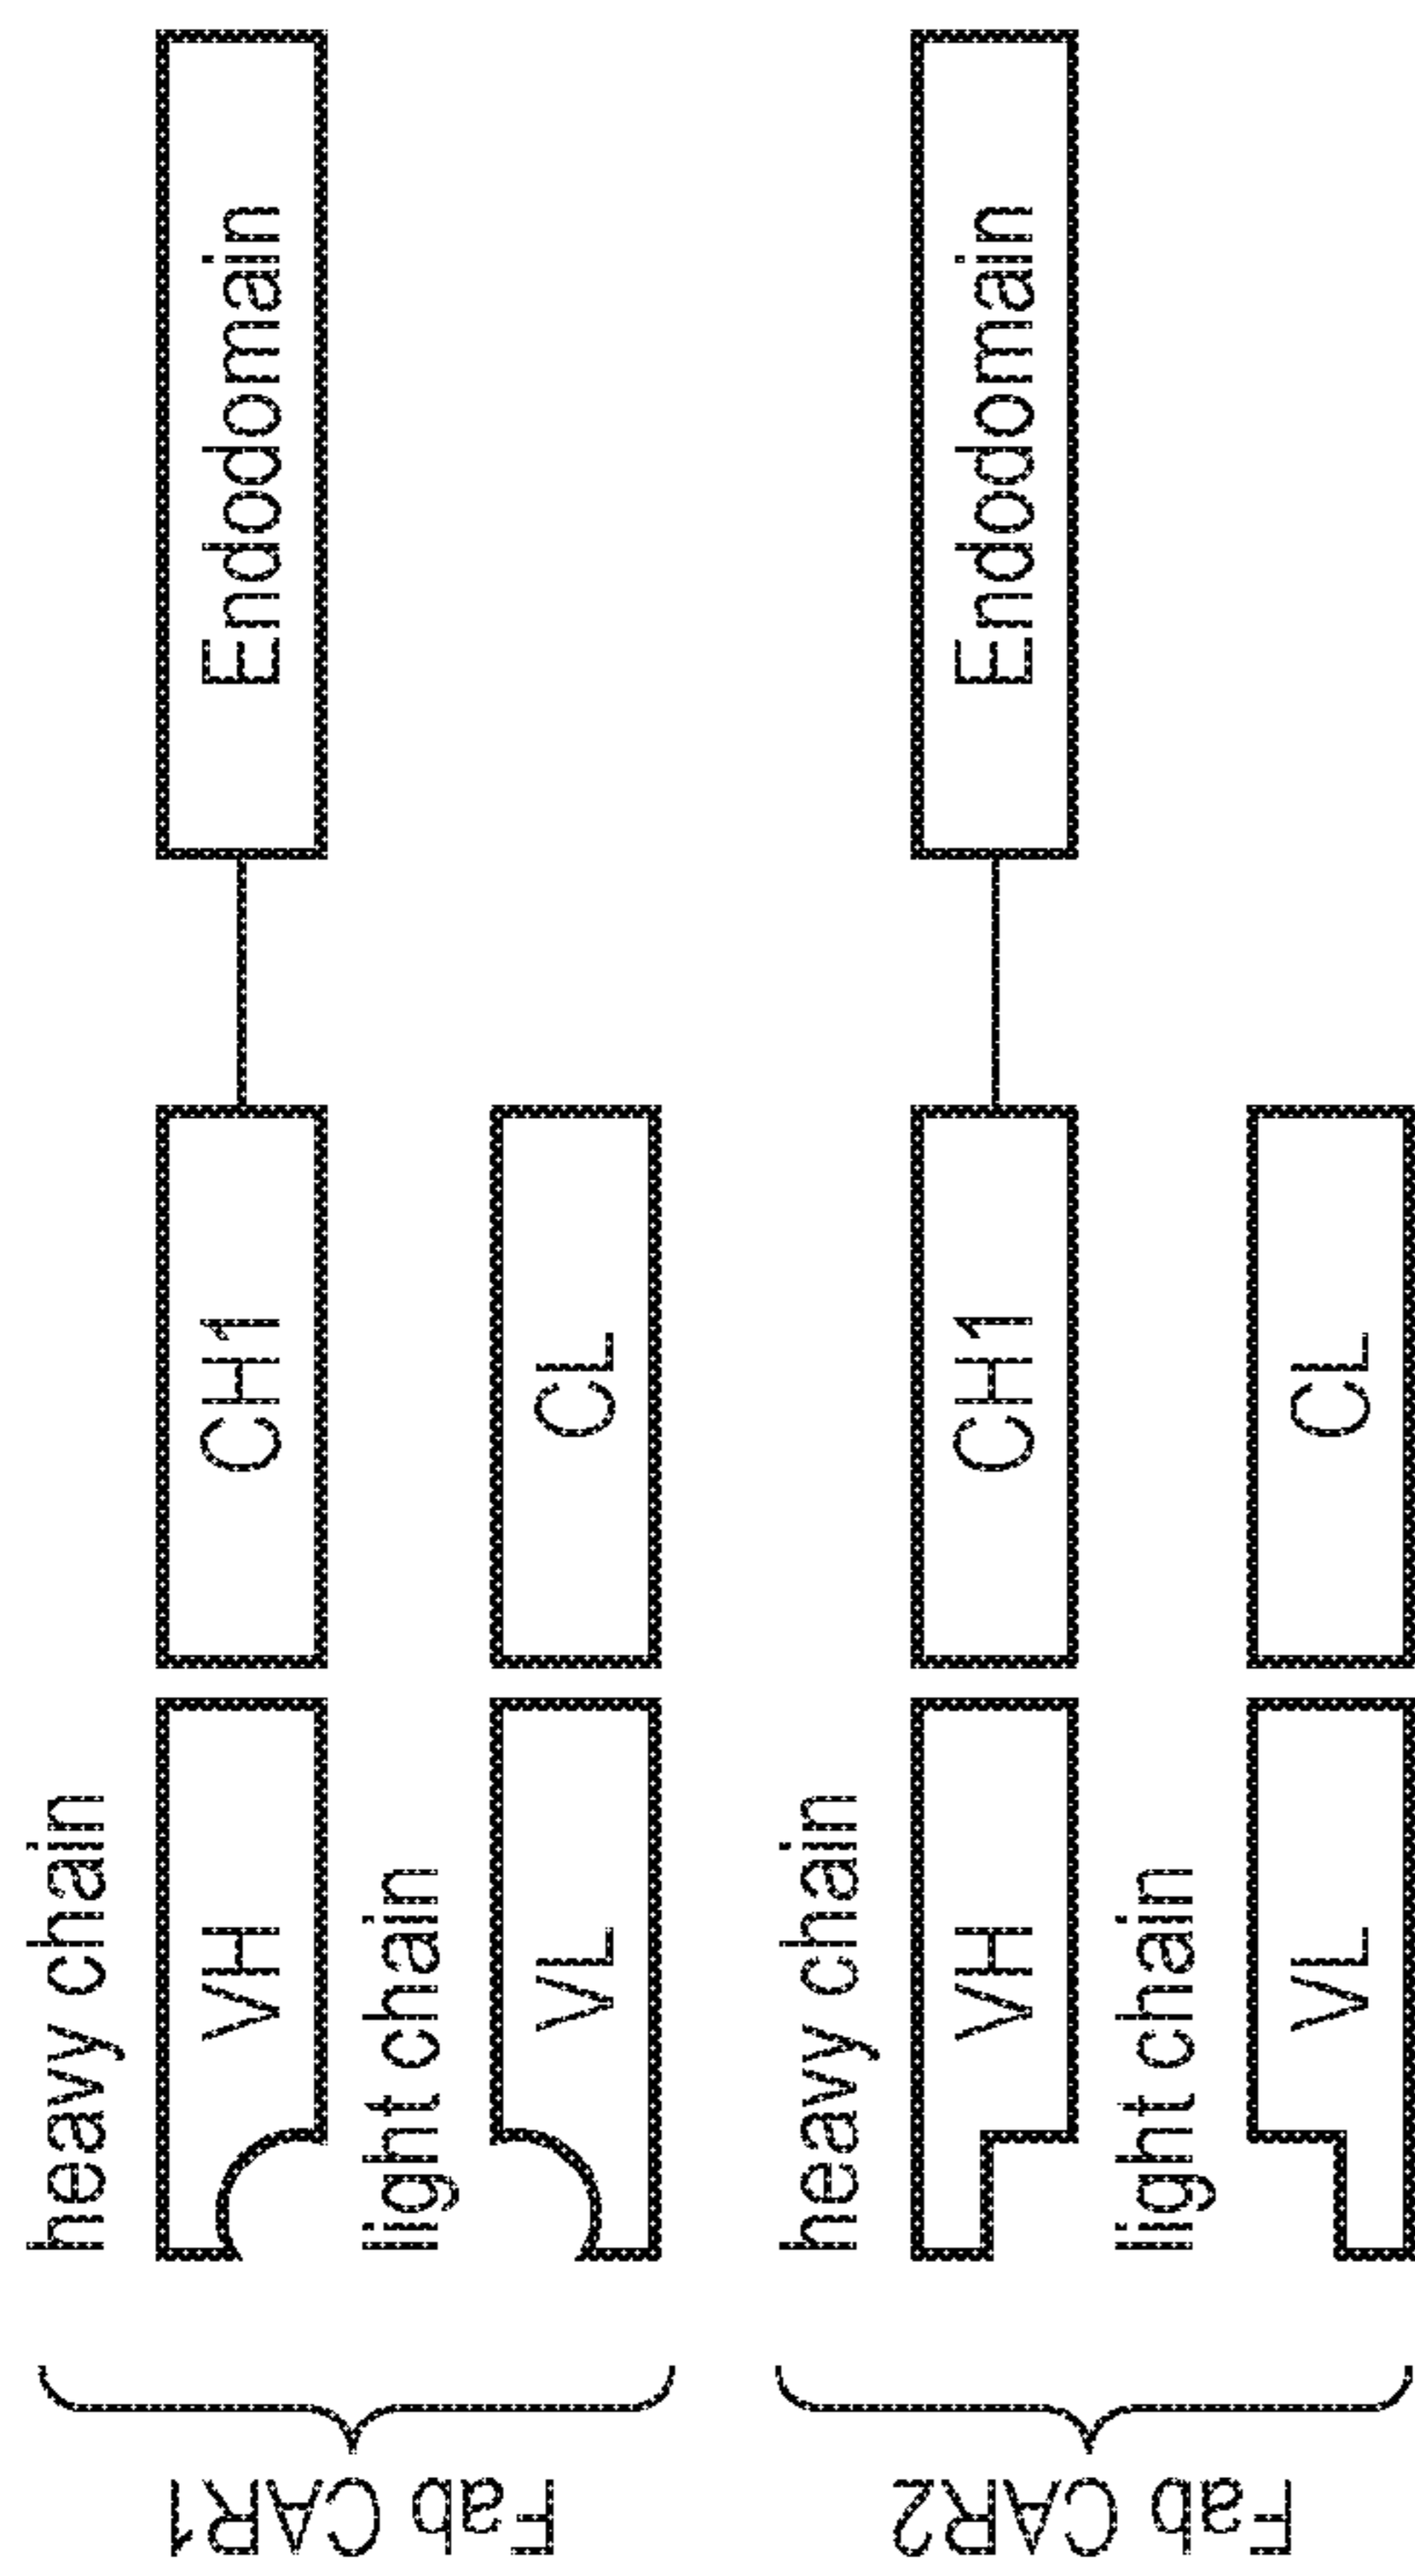 Fab CAR1
heavy chain
VH
CH1
Endodomain
light chain
VL
CL
Fab CAR2
heavy chain
VH
CH1
Endodomain
light chain
VL
CL